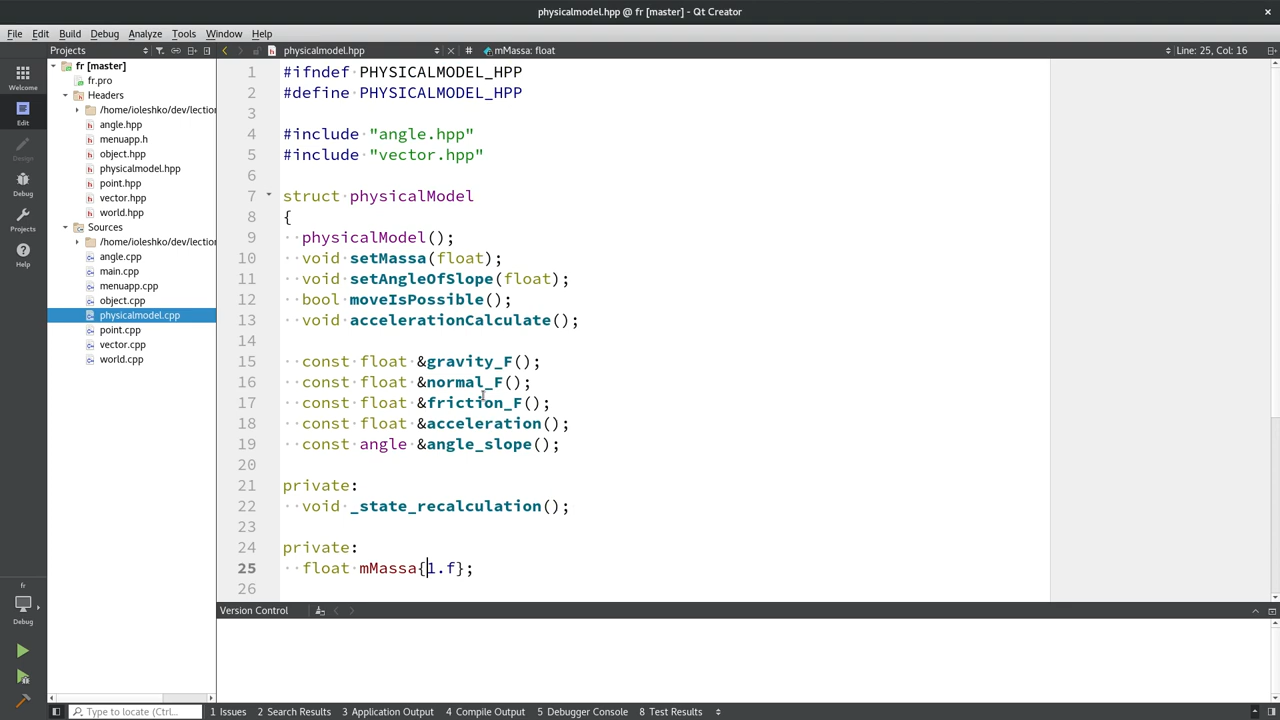 physicalmodel.hpp @ fr [master] - Qt Creator
×
File Edit Build Debug Analyze Tools Window Help
Projects
physicalmodel.hpp
# mMassa: float
Line: 25, Col: 16
Welcome
Edit
Design
Debug
Projects
Help
fr
Debug
fr [master]
fr.pro
Headers
/home/ioleshko/dev/lection
angle.hpp
menuapp.h
object.hpp
physicalmodel.hpp
point.hpp
vector.hpp
world.hpp
Sources
/home/ioleshko/dev/lection
angle.cpp
main.cpp
menuapp.cpp
object.cpp
physicalmodel.cpp
point.cpp
vector.cpp
world.cpp
1 #ifndef PHYSICALMODEL_HPP
2 #define PHYSICALMODEL_HPP
3
4 #include "angle.hpp"
5 #include "vector.hpp"
6
7 struct physicalModel
8 {
9 physicalModel();
10 void setMassa(float);
11 void setAngleOfSlope(float);
12 bool moveIsPossible();
13 void accelerationCalculate();
14
15 const float &gravity_F();
16 const float &normal_F();
17 const float &friction_F();
18 const float &acceleration();
19 const angle &angle_slope();
20
21 private:
22 void _state_recalculation();
23
24 private:
25 float mMassa{1.f};
26
Version Control
Type to locate (Ctrl...
1 Issues 2 Search Results 3 Application Output 4 Compile Output 5 Debugger Console 8 Test Results